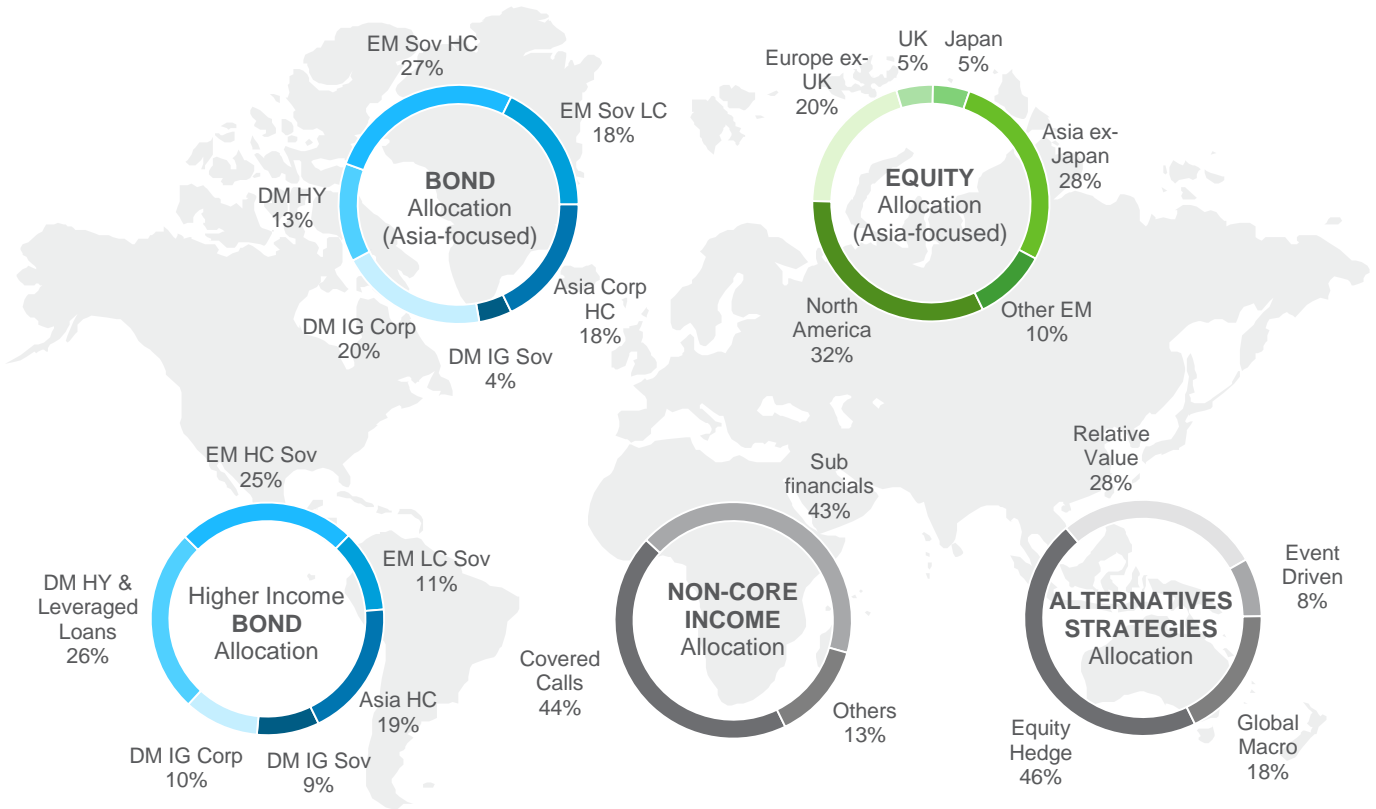 EM Sov HC
27%
EM Sov LC
18%
DM HY
13%
BOND
Allocation
(Asia-focused)
Asia Corp
HC
18%
DM IG Corp
20%
DM IG Sov
4%
UK
5%
Japan
5%
Europe ex-
UK
20%
Asia ex-
Japan
28%
EQUITY
Allocation
(Asia-focused)
North
America
32%
Other EM
10%
EM HC Sov
25%
EM LC Sov
11%
DM HY &
Leveraged
Loans
26%
Higher Income
BOND
Allocation
Asia HC
19%
DM IG Corp
10%
DM IG Sov
9%
Sub
financials
43%
NON-CORE
INCOME
Allocation
Covered
Calls
44%
Others
13%
Relative
Value
28%
Event
Driven
8%
ALTERNATIVES
STRATEGIES
Allocation
Equity
Hedge
46%
Global
Macro
18%